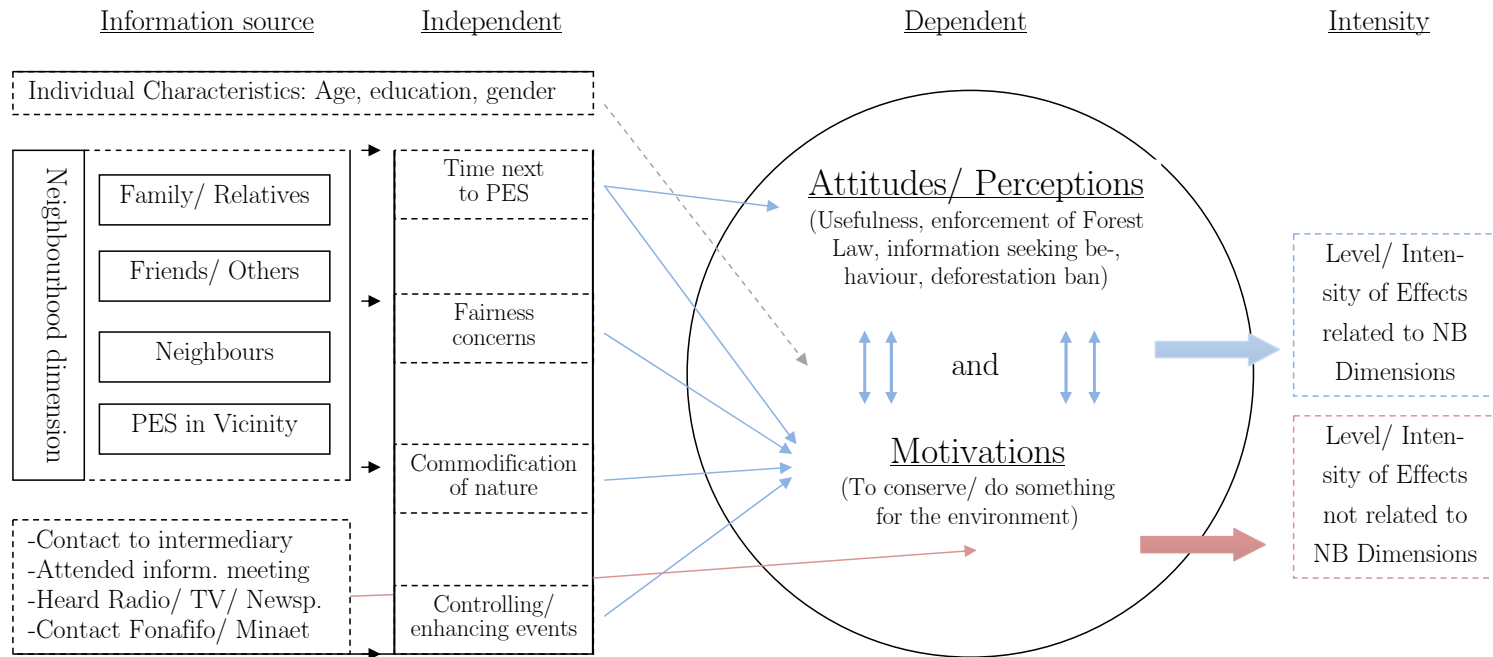 Information source
Independent
Dependent
Intensity
Individual Characteristics: Age, education, gender
Neighbourhood dimension
Family/ Relatives
Friends/ Others
Neighbours
PES in Vicinity
-Contact to intermediary
-Attended inform. meeting
-Heard Radio/ TV/ Newsp.
-Contact Fonafifo/ Minaet
Time next
to PES
Fairness
concerns
Commodification
of nature
Controlling/
enhancing events
Attitudes/ Perceptions
(Usefulness, enforcement of Forest
Law, information seeking be-,
haviour, deforestation ban)
and
Motivations
(To conserve/ do something
for the environment)
Level/ Inten-
sity of Effects
related to NB
Dimensions
Level/ Inten-
sity of Effects
not related to
NB Dimensions